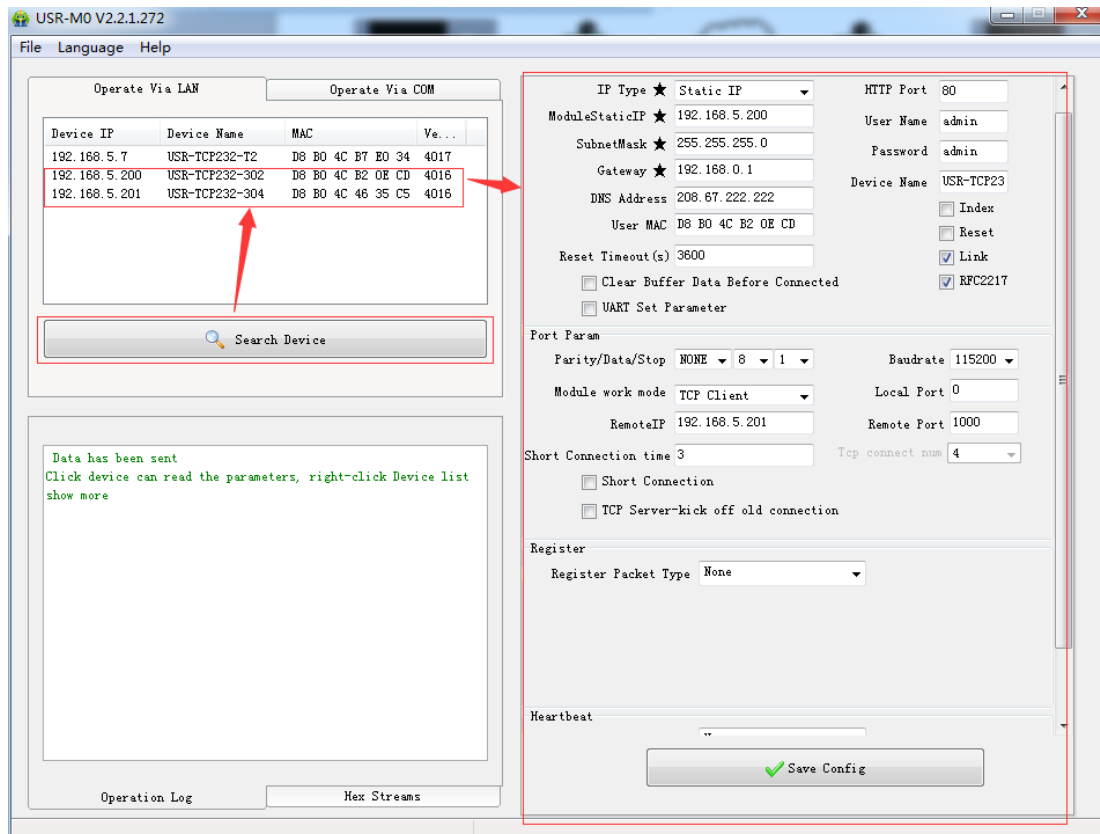 USR-M0 V2.2.1.272
File Language Help
Operate Via LAN
Operate Via COM
Device IP Device Name MAC Ve...
192.168.5.7 USR-TCP232-T2 D8 B0 4C B7 E0 34 4017
192.168.5.200 USR-TCP232-302 D8 B0 4C B2 0E CD 4016
192.168.5.201 USR-TCP232-304 D8 B0 4C 46 35 C5 4016
Search Device
Data has been sent
Click device can read the parameters, right-click Device list
show more
Operation Log
Hex Streams
IP Type ★ Static IP
HTTP Port 80
ModuleStaticIP ★ 192.168.5.200
User Name admin
SubnetMask ★ 255.255.255.0
Password admin
Gateway ★ 192.168.0.1
Device Name USR-TCP23
DNS Address 208.67.222.222
Index
User MAC D8 B0 4C B2 0E CD
Reset
Reset Timeout(s) 3600
Link
Clear Buffer Data Before Connected
RFC2217
UART Set Parameter
Port Param
Parity/Data/Stop NONE 8 1
Baudrate 115200
Module work mode TCP Client
Local Port 0
RemoteIP 192.168.5.201
Remote Port 1000
Short Connection time 3
Tcp connect num 4
Short Connection
TCP Server-kick off old connection
Register
Register Packet Type None
Heartbeat
Save Config